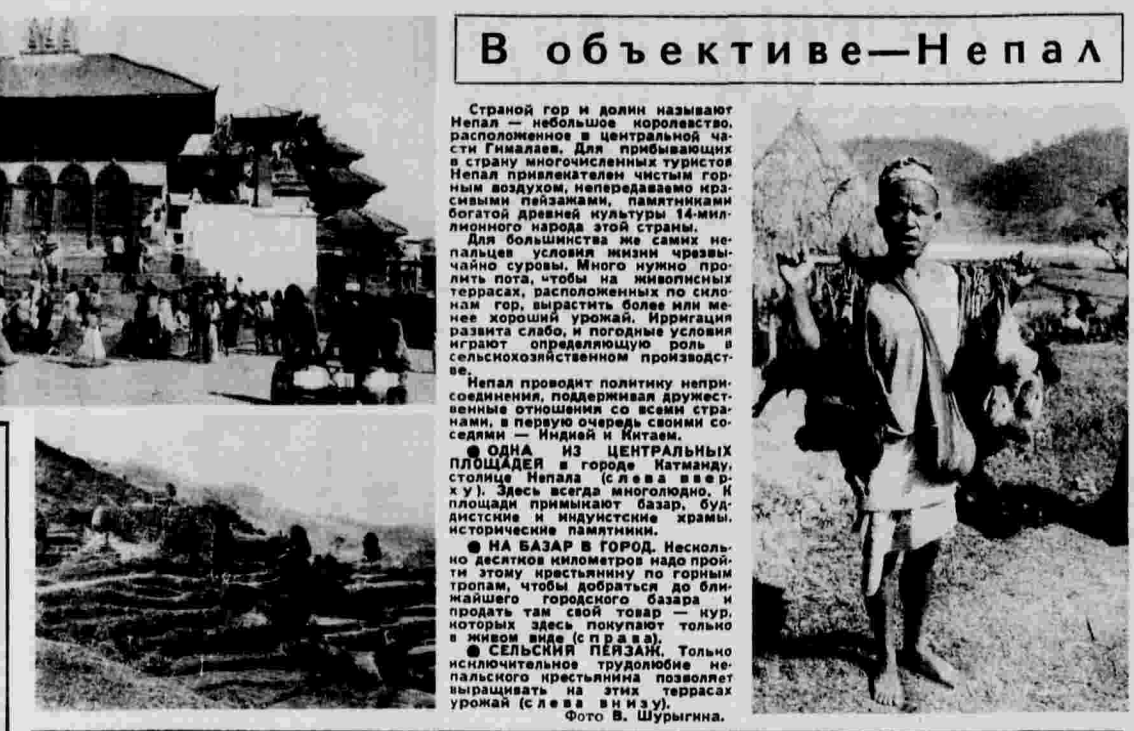 В объективе—Непал
Страной гор и долин называют
Непал — небольшое королевство,
расположенное в центральной ча-
сти Гималаев. Для прибывающих
в страну многочисленных туристов
Непал привлекателен чистым гор-
ным воздухом, непередаваемо кра-
сивыми пейзажами, памятниками
богатой древней культуры 14-мил-
лионного народа этой страны.
Для большинства же самих не-
пальцев условия жизни чрезвы-
чайно суровы. Много нужно про-
лить пота, чтобы на живописных
террасах, расположенных по скло-
нам гор, вырастить более или ме-
нее хороший урожай. Ирригация
развита слабо, и погодные условия
играют определяющую роль в
сельскохозяйственном производст-
ве.
Непал проводит политику непри-
соединения, поддерживая дружест-
венные отношения со всеми стра-
нами, в первую очередь своими со-
седями — Индией и Китаем.
● ОДНА ИЗ ЦЕНТРАЛЬНЫХ
ПЛОЩАДЕЙ в городе Катманду,
столице Непала (слева ввер-
ху). Здесь всегда многолюдно. К
площади примыкают базар, буд-
дистские и индуистские храмы,
исторические памятники.
● НА БАЗАР В ГОРОД. Несколь-
ко десятков километров надо прой-
ти этому крестьянину по горным
тропам, чтобы добраться до бли-
жайшего городского базара и
продать там свой товар — кур,
которых здесь покупают только
в живом виде (справа).
● СЕЛЬСКИЙ ПЕЙЗАЖ. Только
исключительное трудолюбие не-
пальского крестьянина позволяет
выращивать на этих террасах
урожай (слева внизу).
Фото В. Шурыгина.